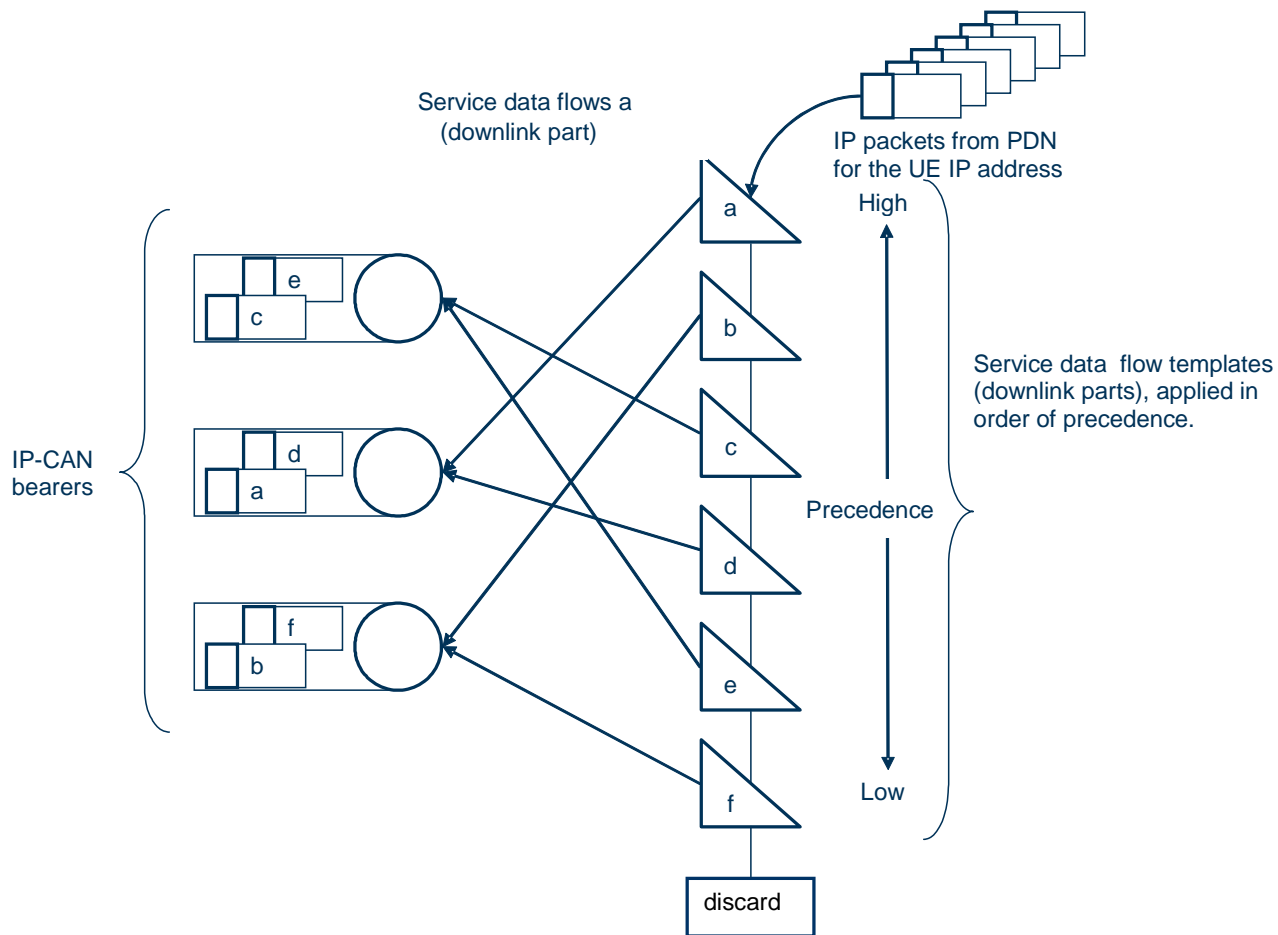 Service data flows a
(downlink part)
IP packets from PDN
for the UE IP address
High
a
e
c
b
Service data  flow templates
(downlink parts), applied in
order of precedence.
c
IP-CAN
bearers
d
a
Precedence
d
f
b
e
Low
f
discard